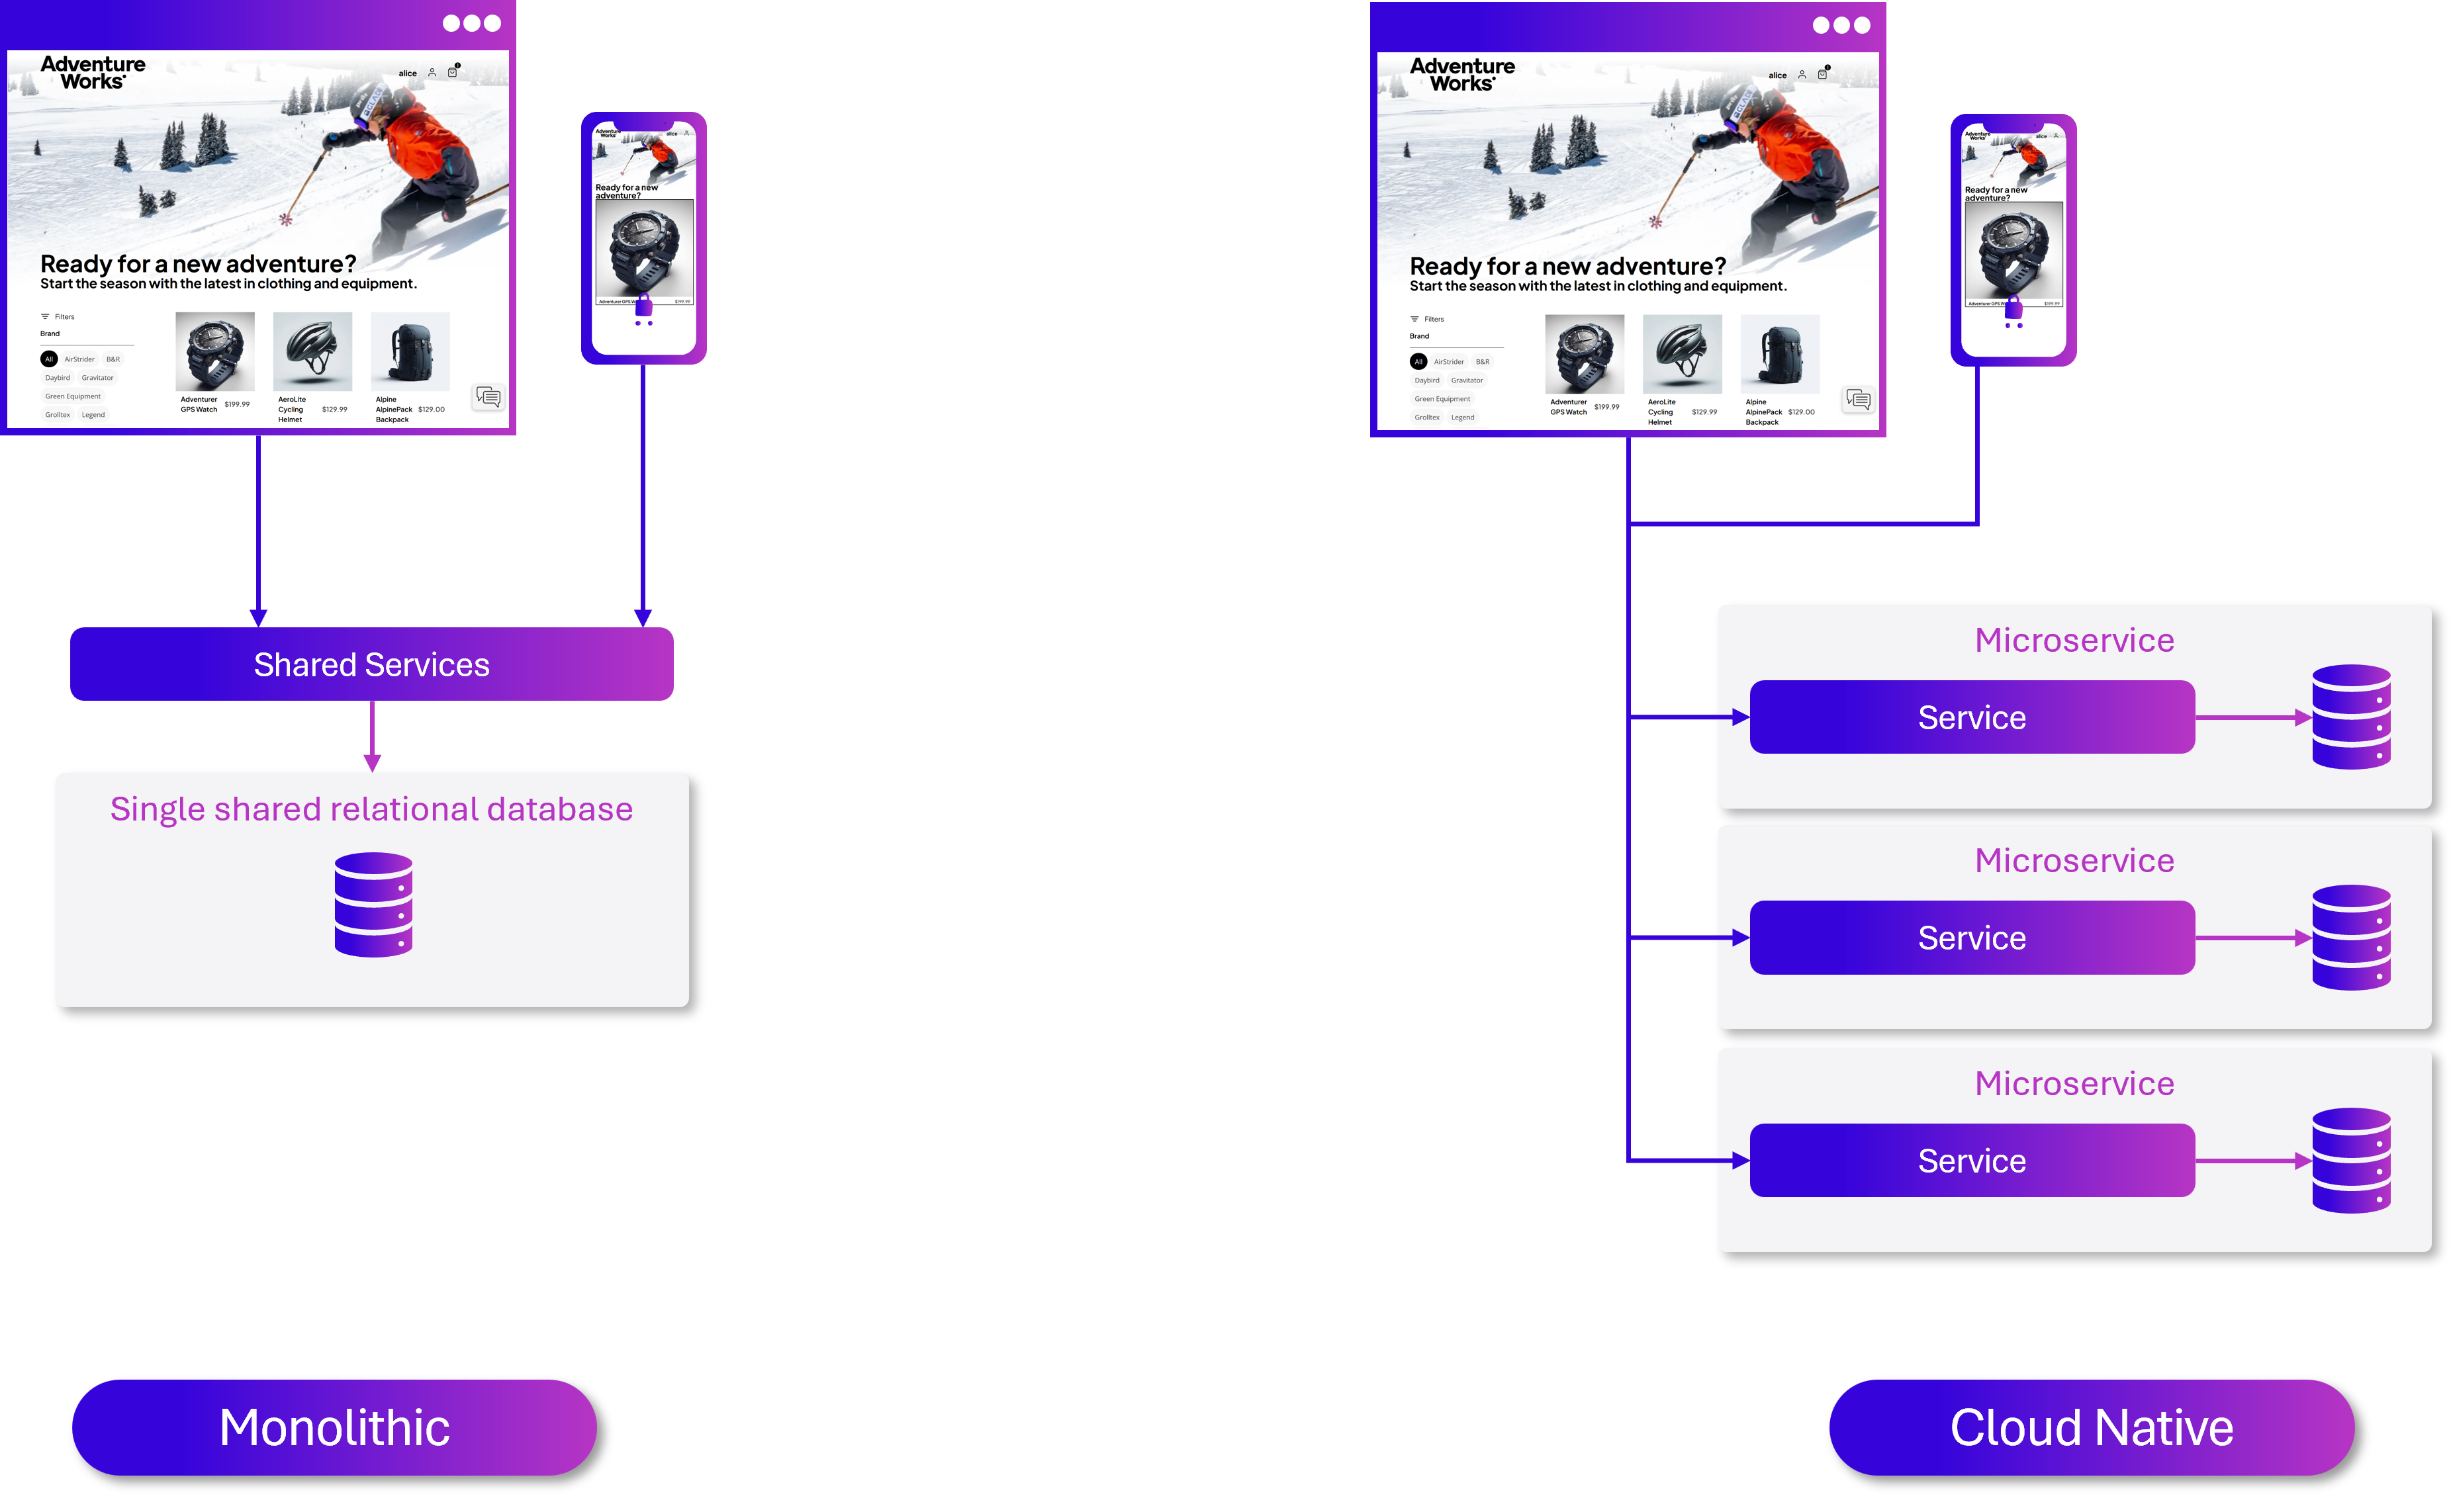 Adventure
Works
alice
1
Ready for a new adventure?
Start the season with the latest in clothing and equipment.
Filters
Brand
All AirStrider B&R
Daybird Gravitator
Green Equipment
Grolltex Legend
Adventurer
GPS Watch $199.99
AeroLite
Cycling
Helmet $129.99
Alpine
AlpinePack
Backpack $129.00
Adventure
Works
alice
Ready for a new
adventure?
Adventurer GPS $199.99
Shared Services
Single shared relational database
Monolithic
Adventure
Works
alice
1
Ready for a new adventure?
Start the season with the latest in clothing and equipment.
Filters
Brand
All AirStrider B&R
Daybird Gravitator
Green Equipment
Grolltex Legend
Adventurer
GPS Watch $199.99
AeroLite
Cycling
Helmet $129.99
Alpine
AlpinePack
Backpack $129.00
Adventure
Works
alice
Ready for a new
adventure?
Adventurer GPS $199.99
Microservice
Service
Microservice
Service
Microservice
Service
Cloud Native